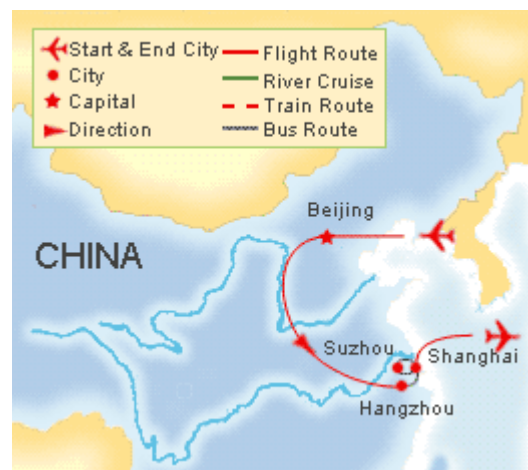 Start & End City
City
Capital
Direction
Flight Route
River Cruise
Train Route
Bus Route
Beijing
CHINA
Suzhou
Shanghai
Hangzhou